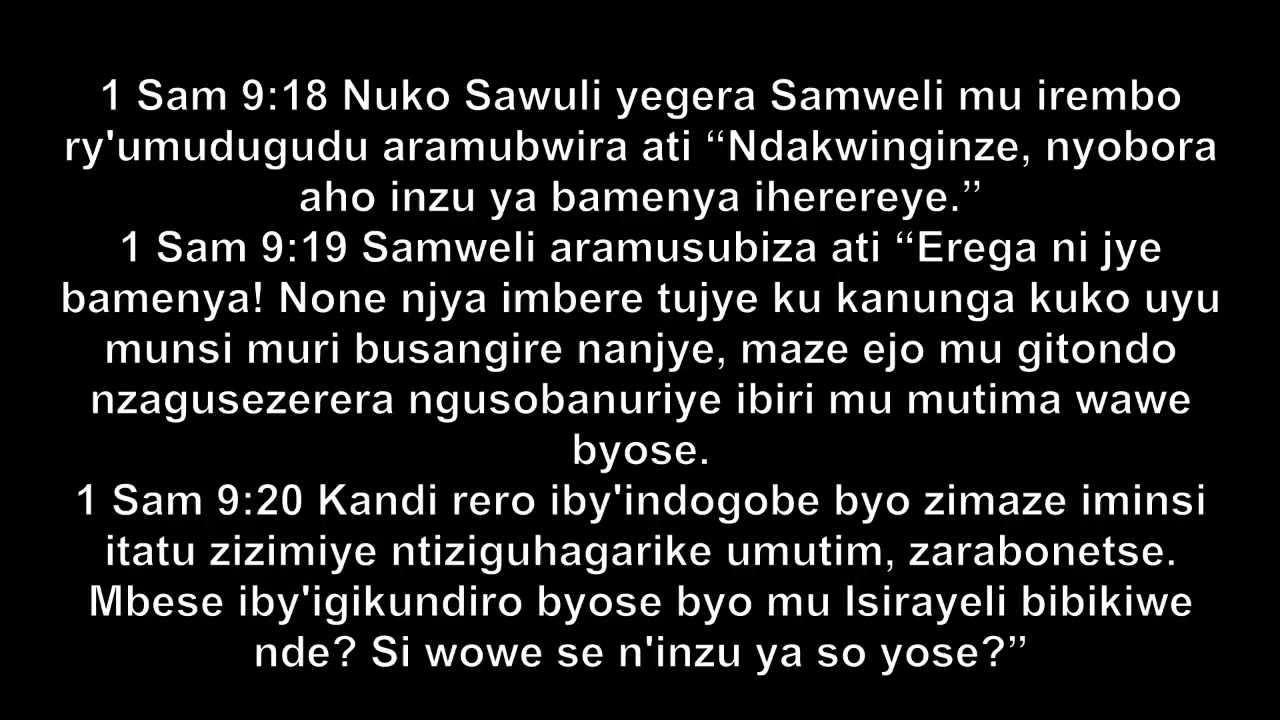 1 Sam 9:18 Nuko Sawuli yegera Samweli mu irembo
ry'umudugudu aramubwira ati “Ndakwinginze, nyobora
aho inzu ya bamenya iherereye.”
1 Sam 9:19 Samweli aramusubiza ati “Erega ni jye
bamenya! None njya imbere tujye ku kanunga kuko uyu
munsi muri busangire nanjye, maze ejo mu gitondo
nzagusezerera ngusobanuriye ibiri mu mutima wawe
byose.
1 Sam 9:20 Kandi rero iby'indogobe byo zimaze iminsi
itatu zizimiye ntiziguhagarike umutim, zarabonetse.
Mbese iby'igikundiro byose byo mu Isirayeli bibikiwe
nde? Si wowe se n'inzu ya so yose?”